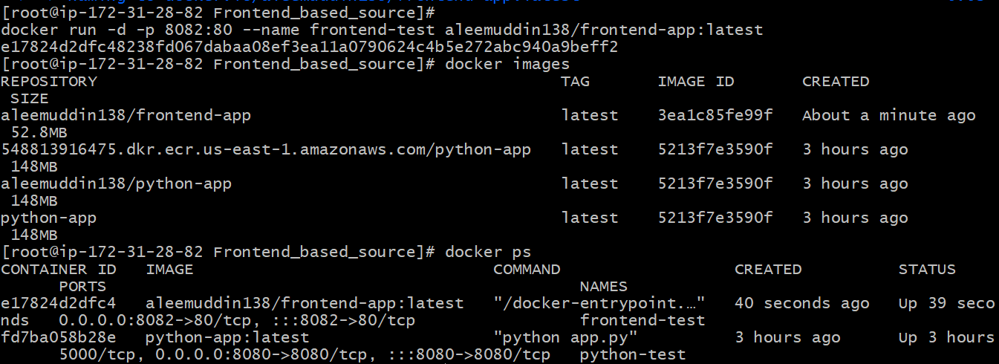 [root@ip-172-31-28-82 Frontend_based_source]#
docker run -d -p 8082:80 --name frontend-test aleemuddin138/frontend-app:latest
e17824d2dfc48238fd067dabaa08ef3ea11a0790624c4b5e272abc940a9beff2
[root@ip-172-31-28-82 Frontend_based_source]# docker images
REPOSITORY TAG IMAGE ID CREATED
SIZE
aleemuddin138/frontend-app latest 3ea1c85fe99f About a minute ago
52.8MB
548813916475.dkr.ecr.us-east-1.amazonaws.com/python-app latest 5213f7e3590f 3 hours ago
148MB
aleemuddin138/python-app latest 5213f7e3590f 3 hours ago
148MB
python-app latest 5213f7e3590f 3 hours ago
148MB
[root@ip-172-31-28-82 Frontend_based_source]# docker ps
CONTAINER ID IMAGE COMMAND CREATED STATUS
PORTS NAMES
e17824d2dfc4 aleemuddin138/frontend-app:latest "/docker-entrypoint.…" 40 seconds ago Up 39 seco
nds 0.0.0.0:8082->80/tcp, :::8082->80/tcp frontend-test
fd7ba058b28e python-app:latest "python app.py" 3 hours ago Up 3 hours
5000/tcp, 0.0.0.0:8080->8080/tcp, :::8080->8080/tcp python-test